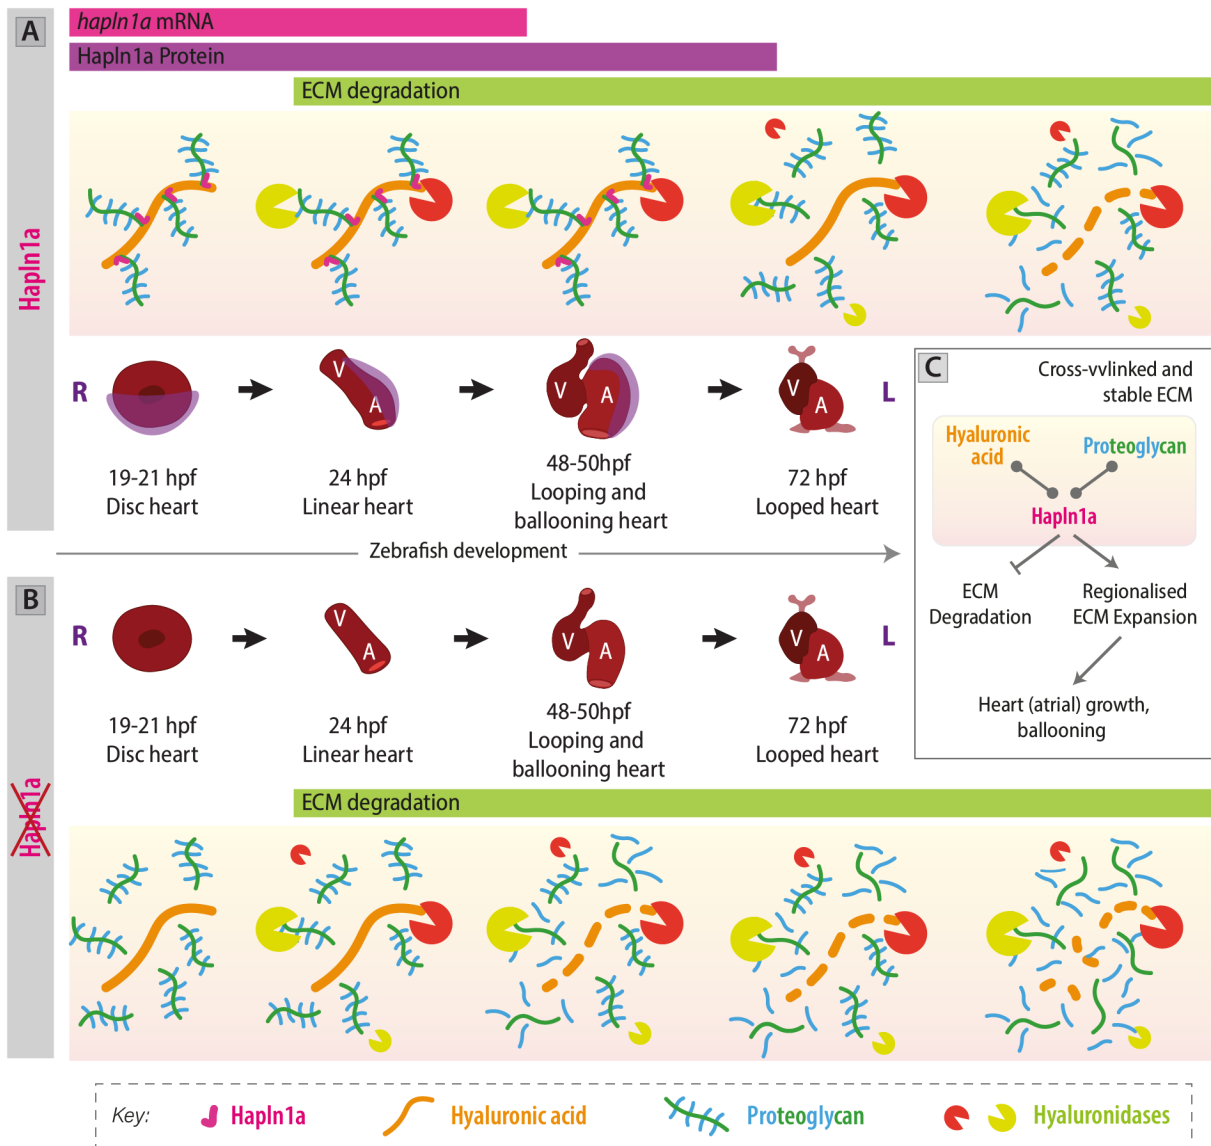 A
hapln1a mRNA
Hapln1a Protein
ECM degradation
Hapln1a
R
V
A
V
A
V
A
L
19-21 hpf
Disc heart
24 hpf
Linear heart
48-50hpf
Looping and
ballooning heart
72 hpf
Looped heart
Zebrafish development
C
Cross-vvlinked and
stable ECM
Hyaluronic
acid
Proteoglycan
Hapln1a
ECM
Degradation
Regionalised
ECM Expansion
Heart (atrial) growth,
ballooning
B
R
V
A
V
A
V
A
L
19-21 hpf
Disc heart
24 hpf
Linear heart
48-50hpf
Looping and
ballooning heart
72 hpf
Looped heart
Hapln1a
ECM degradation
Key:
Hapln1a
Hyaluronic acid
Proteoglycan
Hyaluronidases